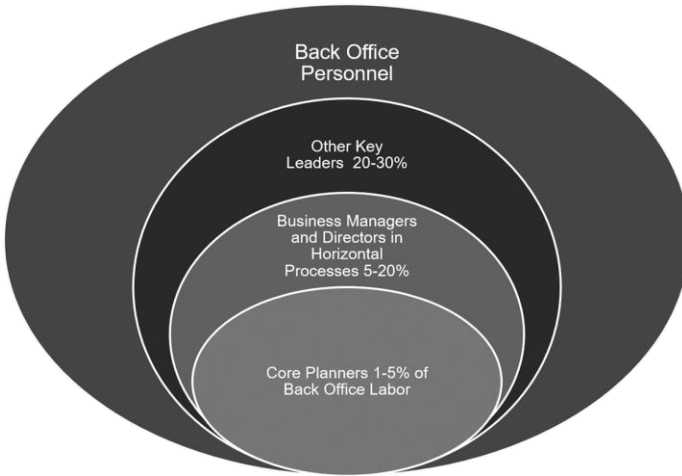 Back Office
Personnel
Other Key
Leaders 20-30%
Business Managers
and Directors in
Horizontal
Processes 5-20%
Core Planners 1-5% of
Back Office Labor